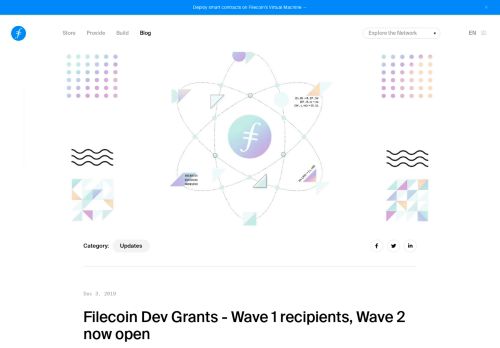 Deploy smart contracts on Filecoin's Virtual Machine →
Store Provide Build Blog
Explore the Network
EN
Category: Updates
Dec 3, 2019
Filecoin Dev Grants - Wave 1 recipients, Wave 2
now open